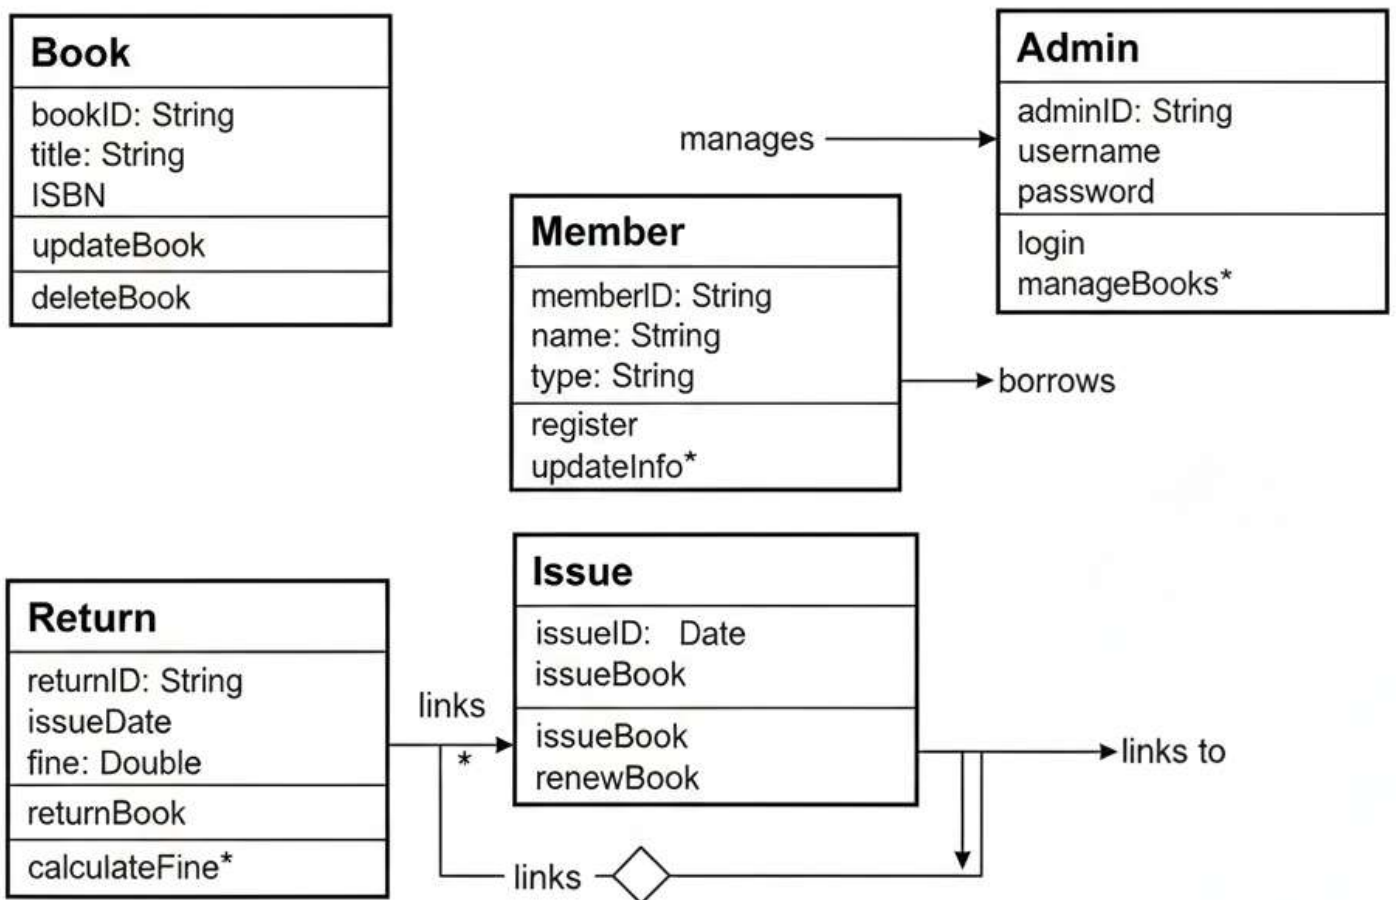 Book
bookID: String
title: String
ISBN
updateBook
deleteBook
manages
Admin
adminID: String
username
password
login
manageBooks*
Member
memberID: String
name: Strring
type: String
register
updateInfo*
borrows
Return
returnID: String
issueDate
fine: Double
returnBook
calculateFine*
links
*
Issue
issueID: Date
issueBook
issueBook
renewBook
links to
links